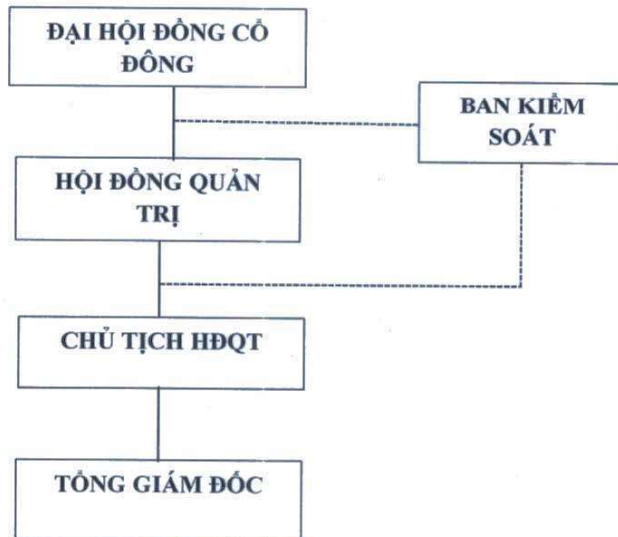 ĐẠI HỘI ĐỒNG CỔ
ĐÔNG
BAN KIỂM
SOÁT
HỘI ĐỒNG QUẢN
TRỊ
CHỦ TỊCH HĐQT
TỔNG GIÁM ĐỐC